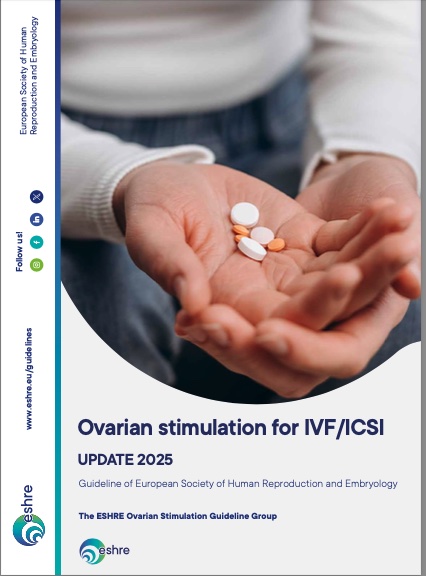 European Society of Human
Reproduction and Embryology
Follow us!
www.eshre.eu/guidelines
eshre
Ovarian stimulation for IVF/ICSI
UPDATE 2025
Guideline of European Society of Human Reproduction and Embryology
The ESHRE Ovarian Stimulation Guideline Group
eshre